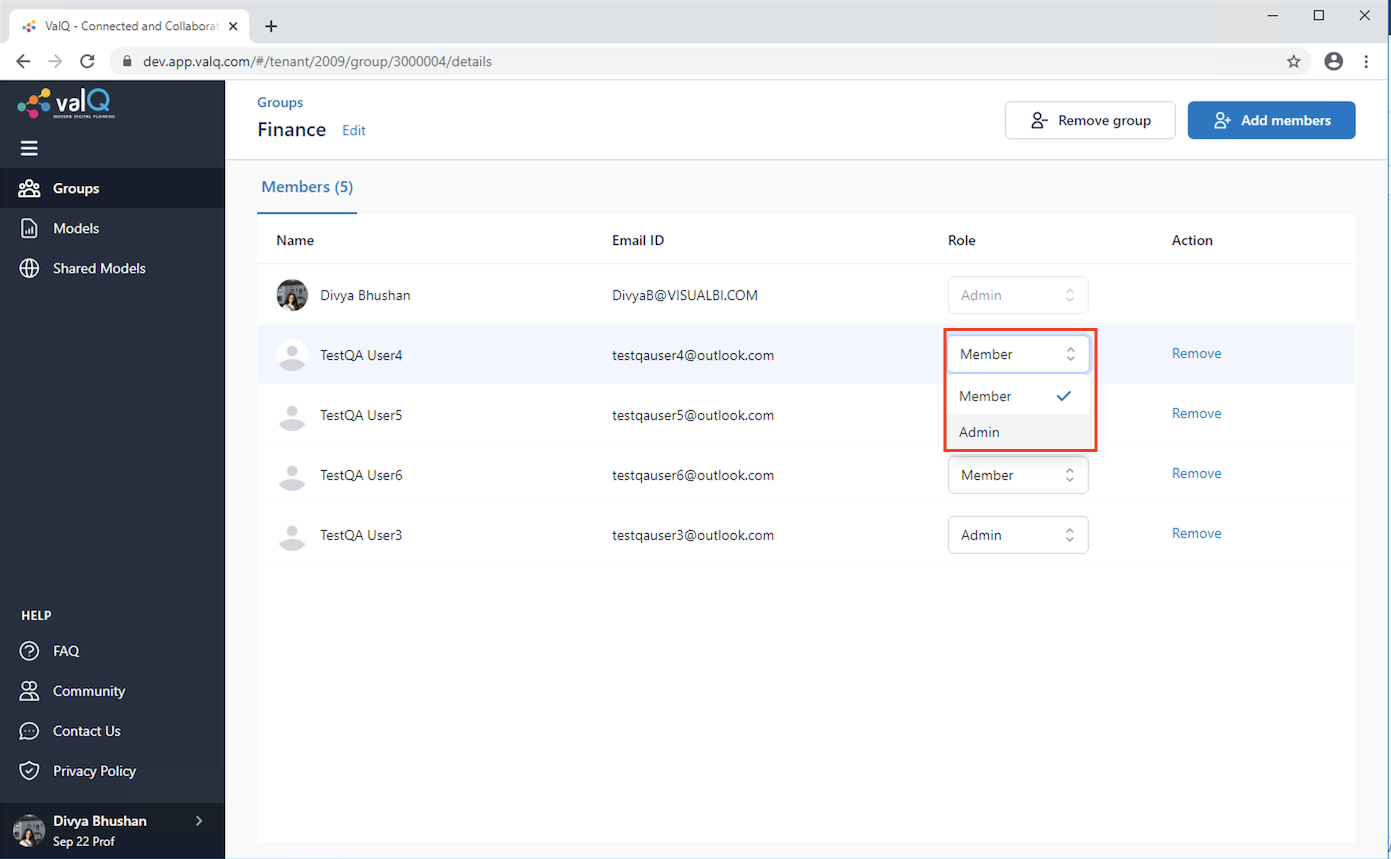 ValQ - Connected and Collaborat
dev.app.valq.com/#/tenant/2009/group/3000004/details
valQ
MODERN DIGITAL PLANNING
Groups
Models
Shared Models
HELP
FAQ
Community
Contact Us
Privacy Policy
Divya Bhushan
Sep 22 Prof
Groups
Finance Edit
Remove group
Add members
Members (5)
Name Email ID Role Action
Divya Bhushan DivyaB@VISUALBI.COM Admin
TestQA User4 testqauser4@outlook.com Member Remove
Member
TestQA User5 testqauser5@outlook.com Remove
Admin
TestQA User6 testqauser6@outlook.com Member Remove
TestQA User3 testqauser3@outlook.com Admin Remove